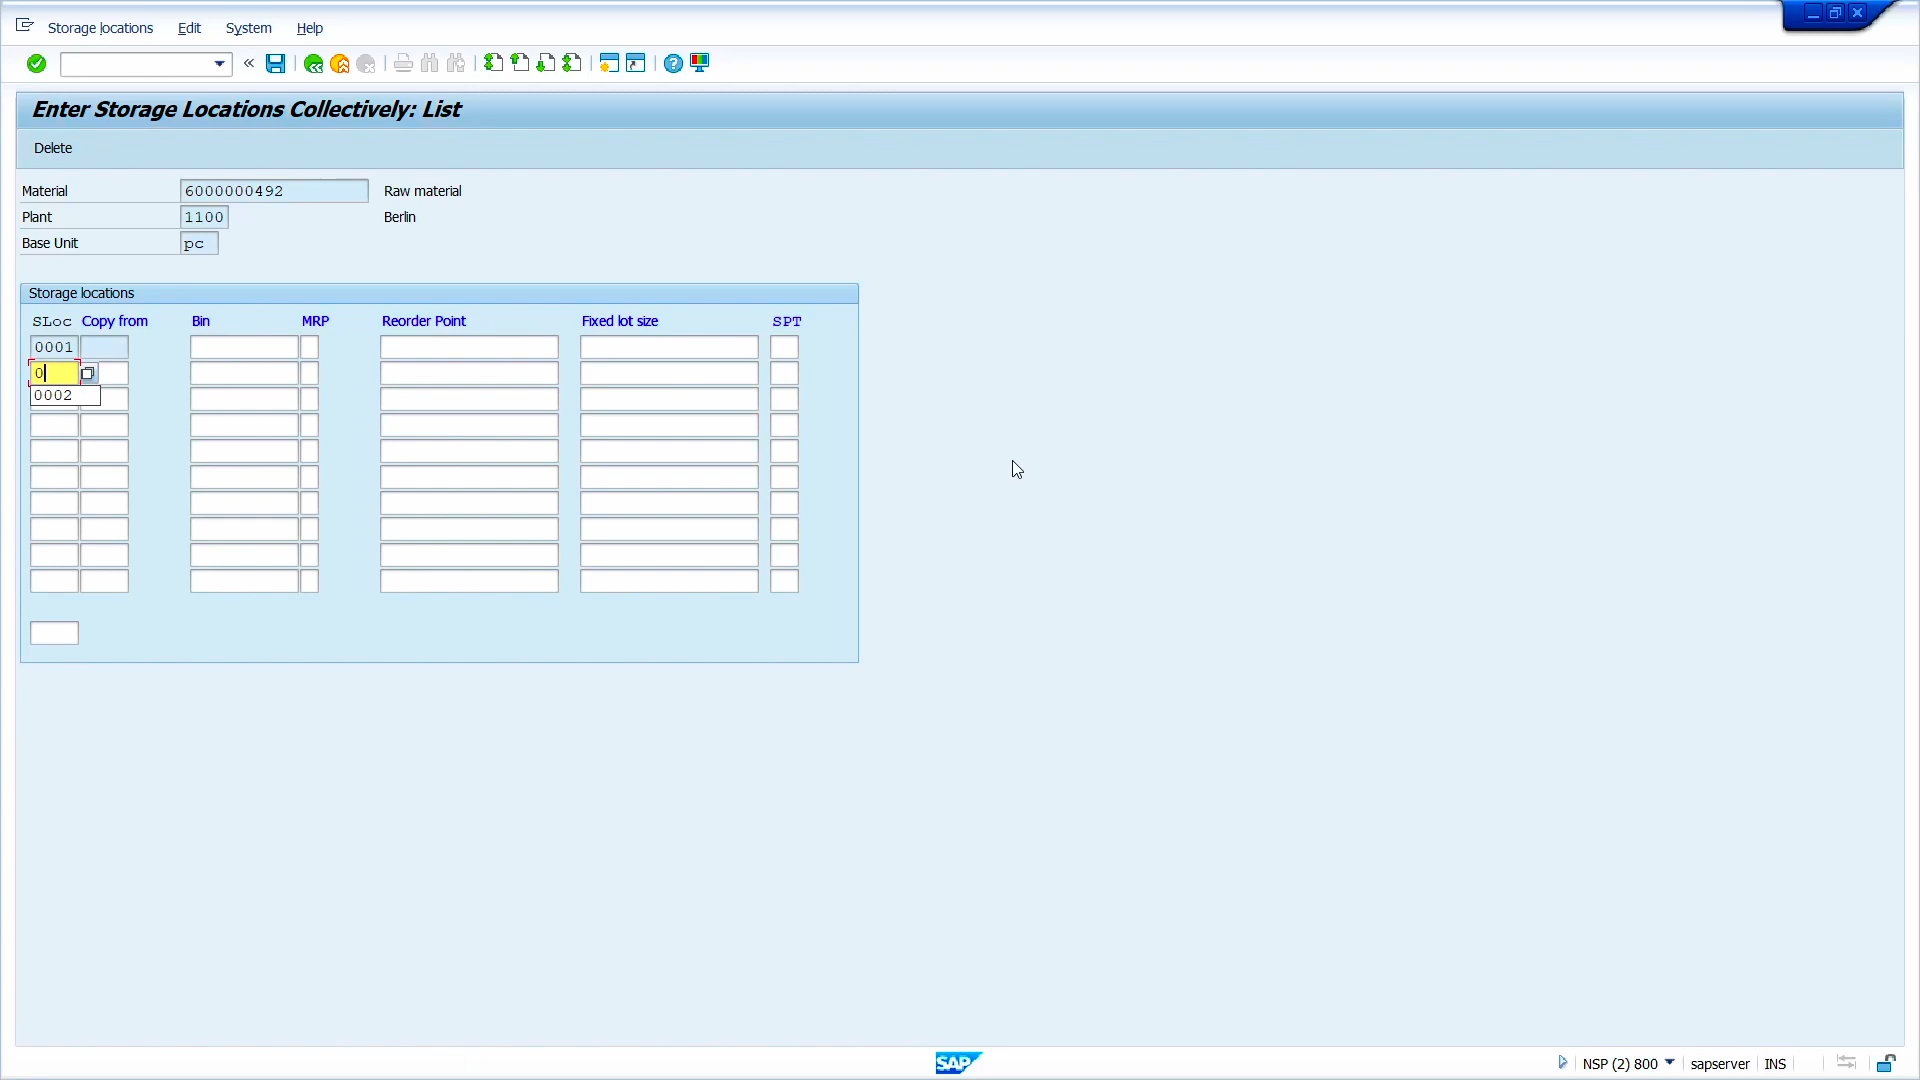 Storage locations Edit System Help
Enter Storage Locations Collectively: List
Delete
Material 6000000492 Raw material
Plant 1100 Berlin
Base Unit pc
Storage locations
SLoc Copy from Bin MRP Reorder Point Fixed lot size SPT
0001
0
0002
SAP NSP (2) 800 sapserver INS